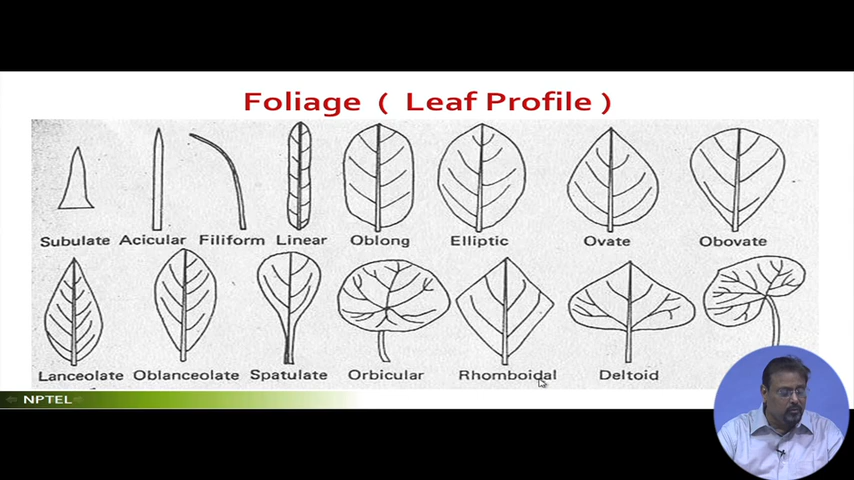 Foliage ( Leaf Profile )
Subulate Acicular Filiform Linear Oblong Elliptic Ovate Obovate
Lanceolate Oblanceolate Spatulate Orbicular Rhomboidal Deltoid
NPTEL